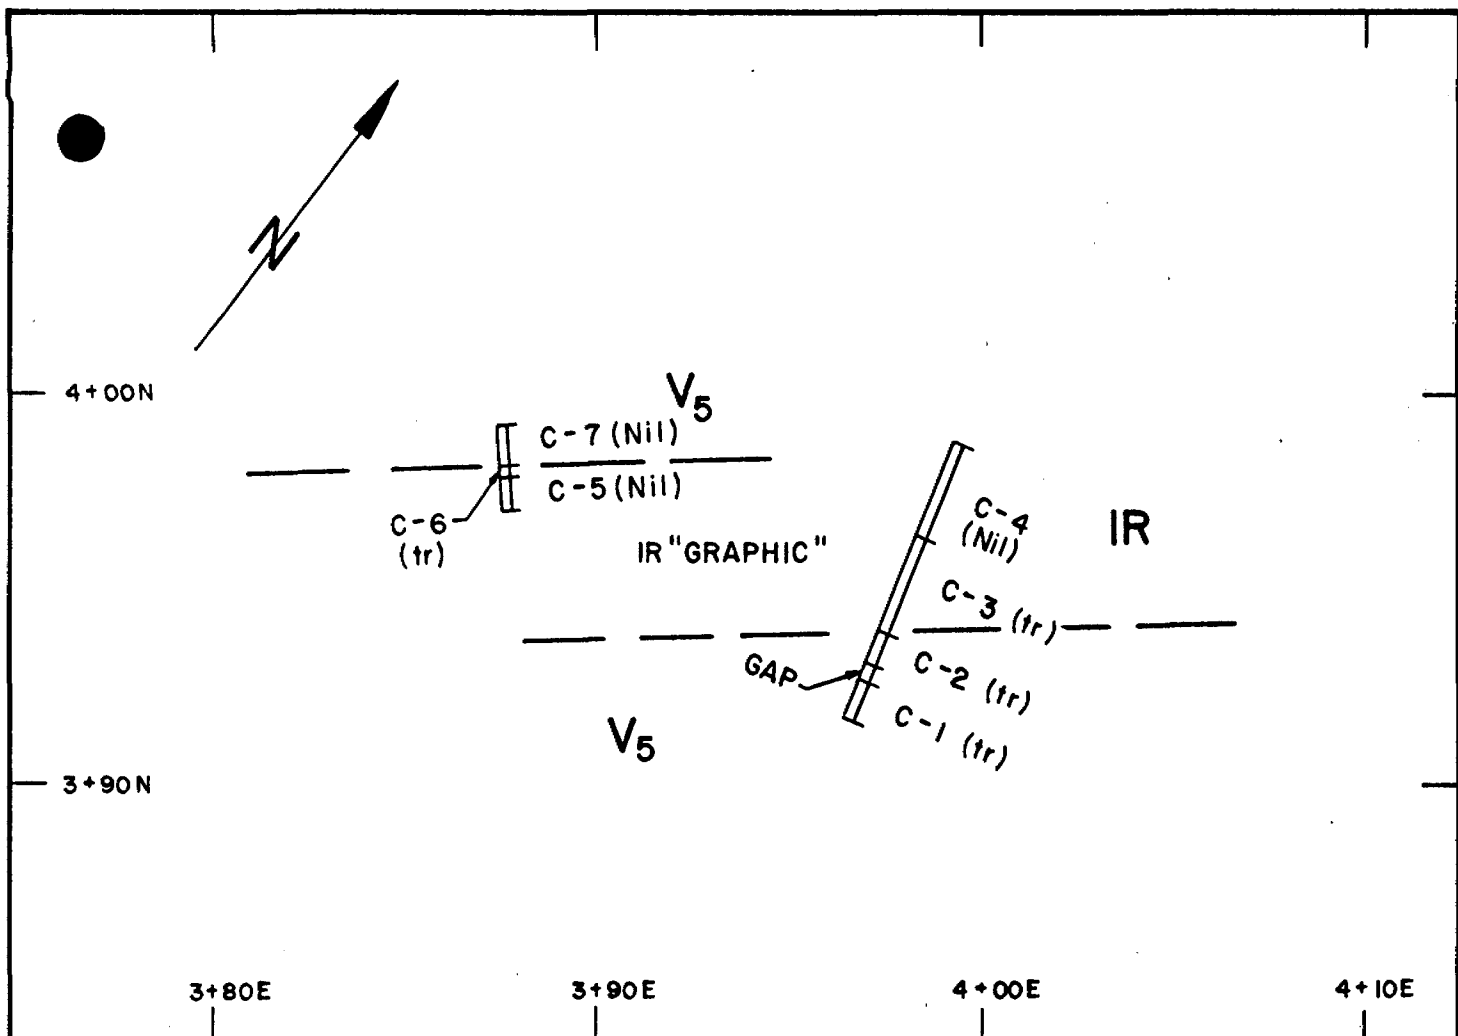 N
4+00N
V5
C-7 (Nil)
C-5 (Nil)
C-6
(tr)
C-4
(Nil)
IR
IR "GRAPHIC"
C-3 (tr)
GAP
C-2 (tr)
C-1 (tr)
V5
3+90N
3+80E
3+90E
4+00E
4+10E